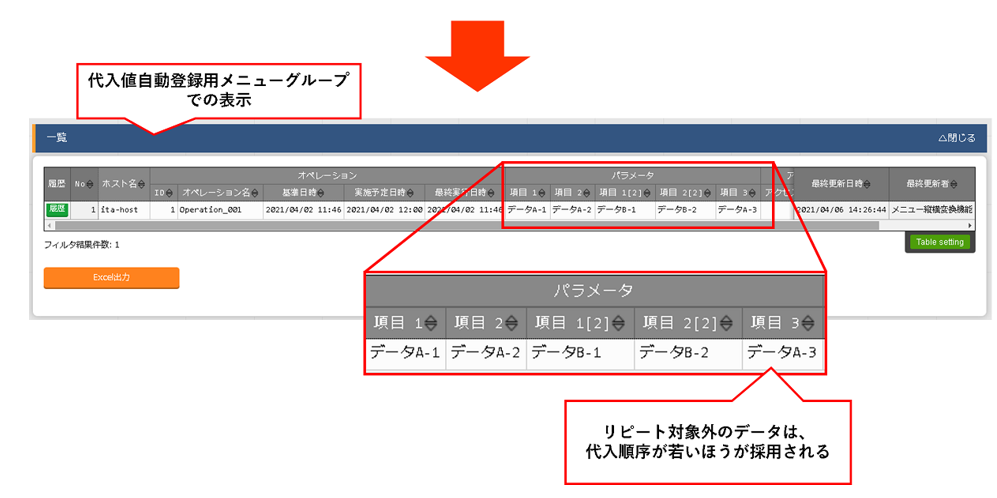 代入値自動登録用メニューグループ
での表示
一覧
△閉じる
オペレーション
パラメータ
ア
履歴 No ホスト名
ID オペレーション名 基準日時 実施予定日時 最終実行日時 項目 1 項目 2 項目 1[2] 項目 2[2] 項目 3 アクセ
最終更新日時 最終更新者
履歴 1 ita-host 1 Operation_001 2021/04/02 11:46 2021/04/02 12:00 2021/04/02 11:46 データA-1 データA-2 データB-1 データB-2 データA-3 2021/04/06 14:26:44 メニュー縦横変換機能
フィルタ結果件数: 1
Table setting
Excel出力
パラメータ
項目 1 項目 2 項目 1[2] 項目 2[2] 項目 3
データA-1 データA-2 データB-1 データB-2 データA-3
リピート対象外のデータは、
代入順序が若いほうが採用される